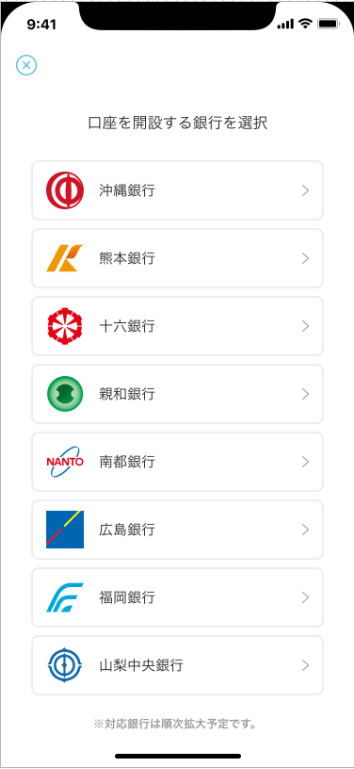 9:41
口座を開設する銀行を選択
沖縄銀行
熊本銀行
十六銀行
親和銀行
NANTO 南都銀行
広島銀行
福岡銀行
山梨中央銀行
※対応銀行は順次拡大予定です。